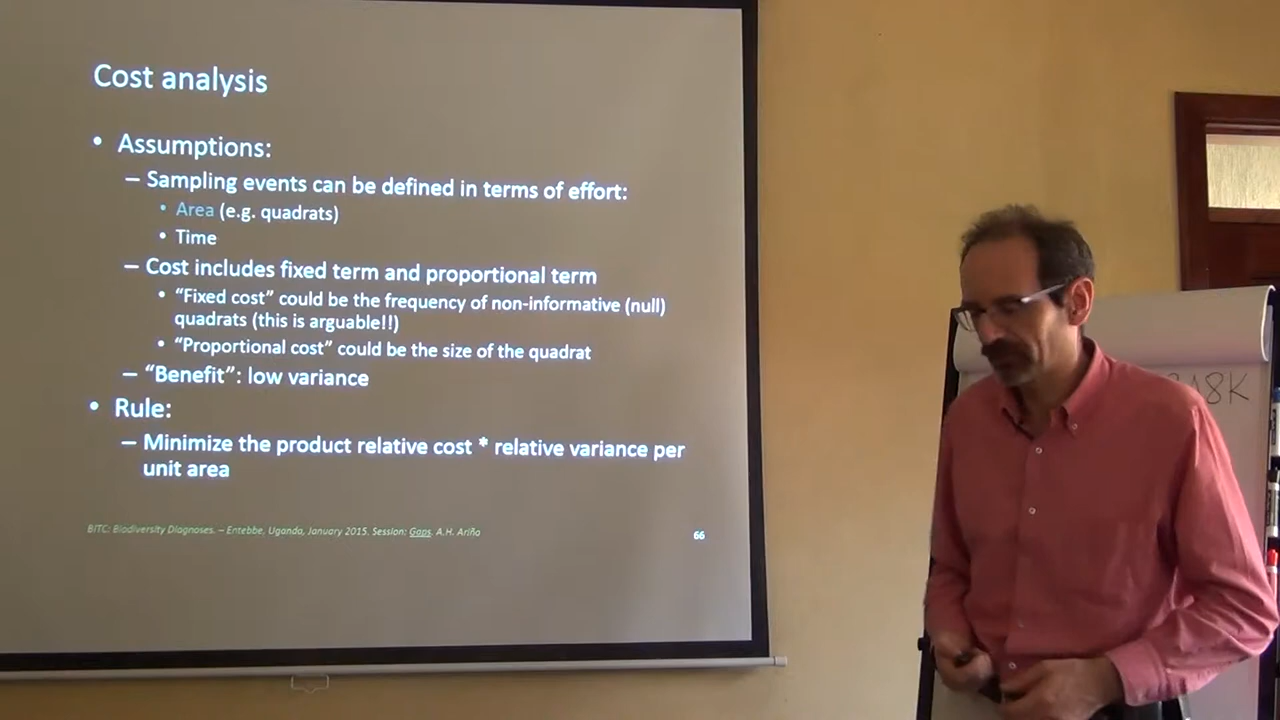 Cost analysis
• Assumptions:
– Sampling events can be defined in terms of effort:
• Area (e.g. quadrats)
• Time
– Cost includes fixed term and proportional term
• “Fixed cost” could be the frequency of non-informative (null)
quadrats (this is arguable!!)
• “Proportional cost” could be the size of the quadrat
– “Benefit”: low variance
• Rule:
– Minimize the product relative cost * relative variance per
unit area
BITC: Biodiversity Diagnoses. – Entebbe, Uganda, January 2015. Session: Gaps. A.H. Ariño
66